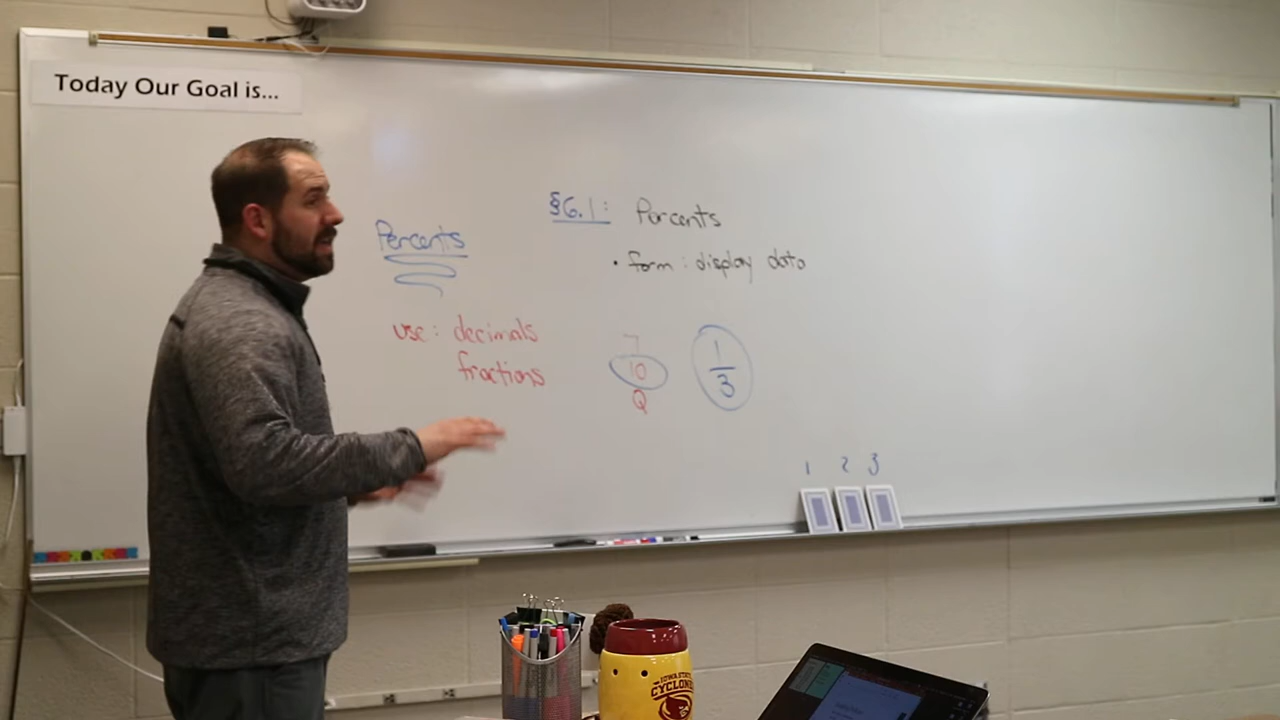 Today Our Goal is...
Percents
use: decimals
fractions
§6.1: Percents
• form: display data
7
10
Q
1
3
1 2 3
IOWA STATE
CYCLONES